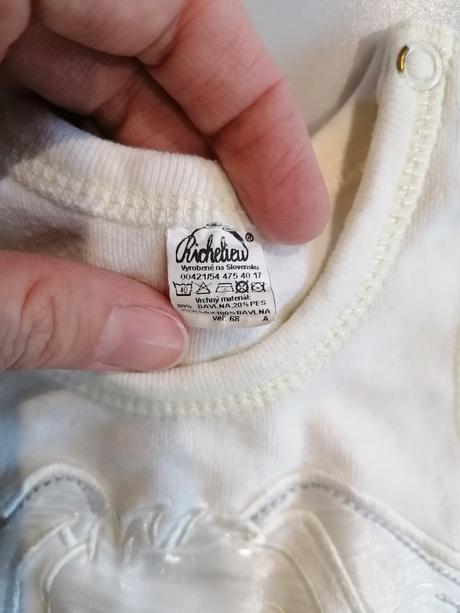 Richelieu®
Vyrobené na Slovensku
00421/54 475 40 17
40
Vrchný materiál:
80% BAVLNA,20% PES
100% BAVLNA
veľ. 68 A